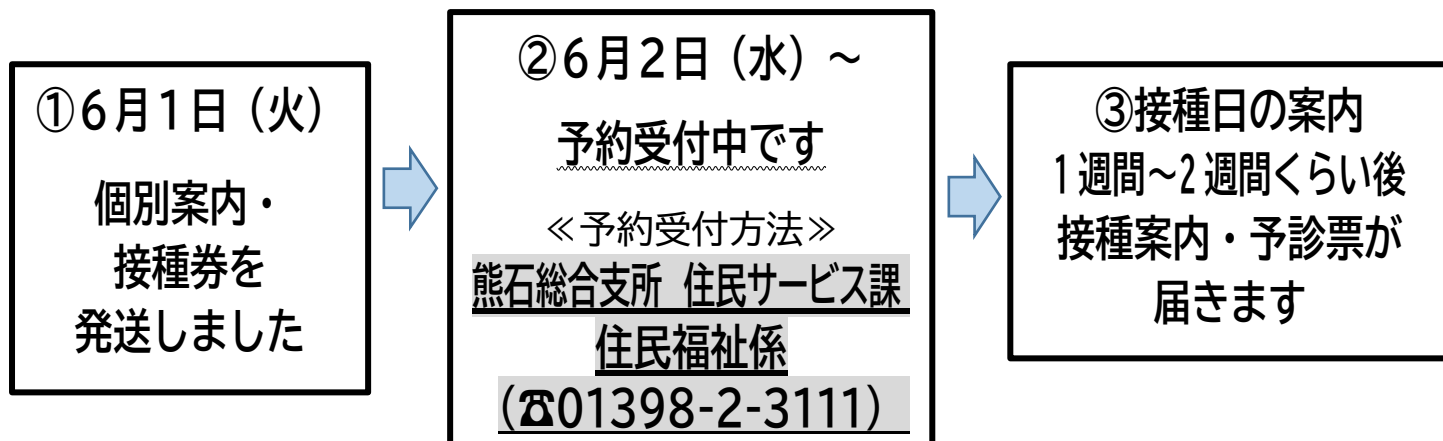 ①６月１日（火）
個別案内・
接種券を
発送しました
②６月２日（水）～
予約受付中です
≪予約受付方法≫
熊石総合支所 住民サービス課
住民福祉係
（☎01398-2-3111）
③接種日の案内
１週間～2週間くらい後
接種案内・予診票が
届きます